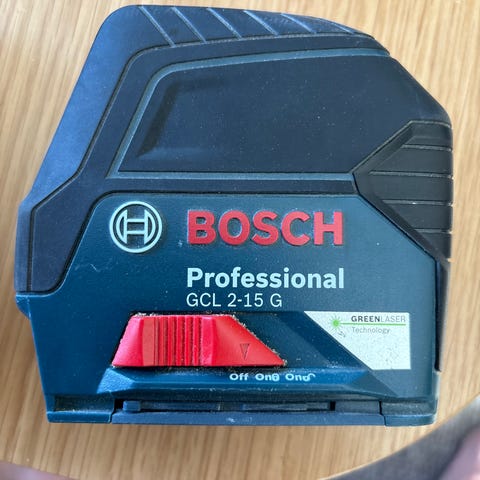 BOSCH
Professional
GCL 2-15 G
GREENLASER
Technology
Off On On